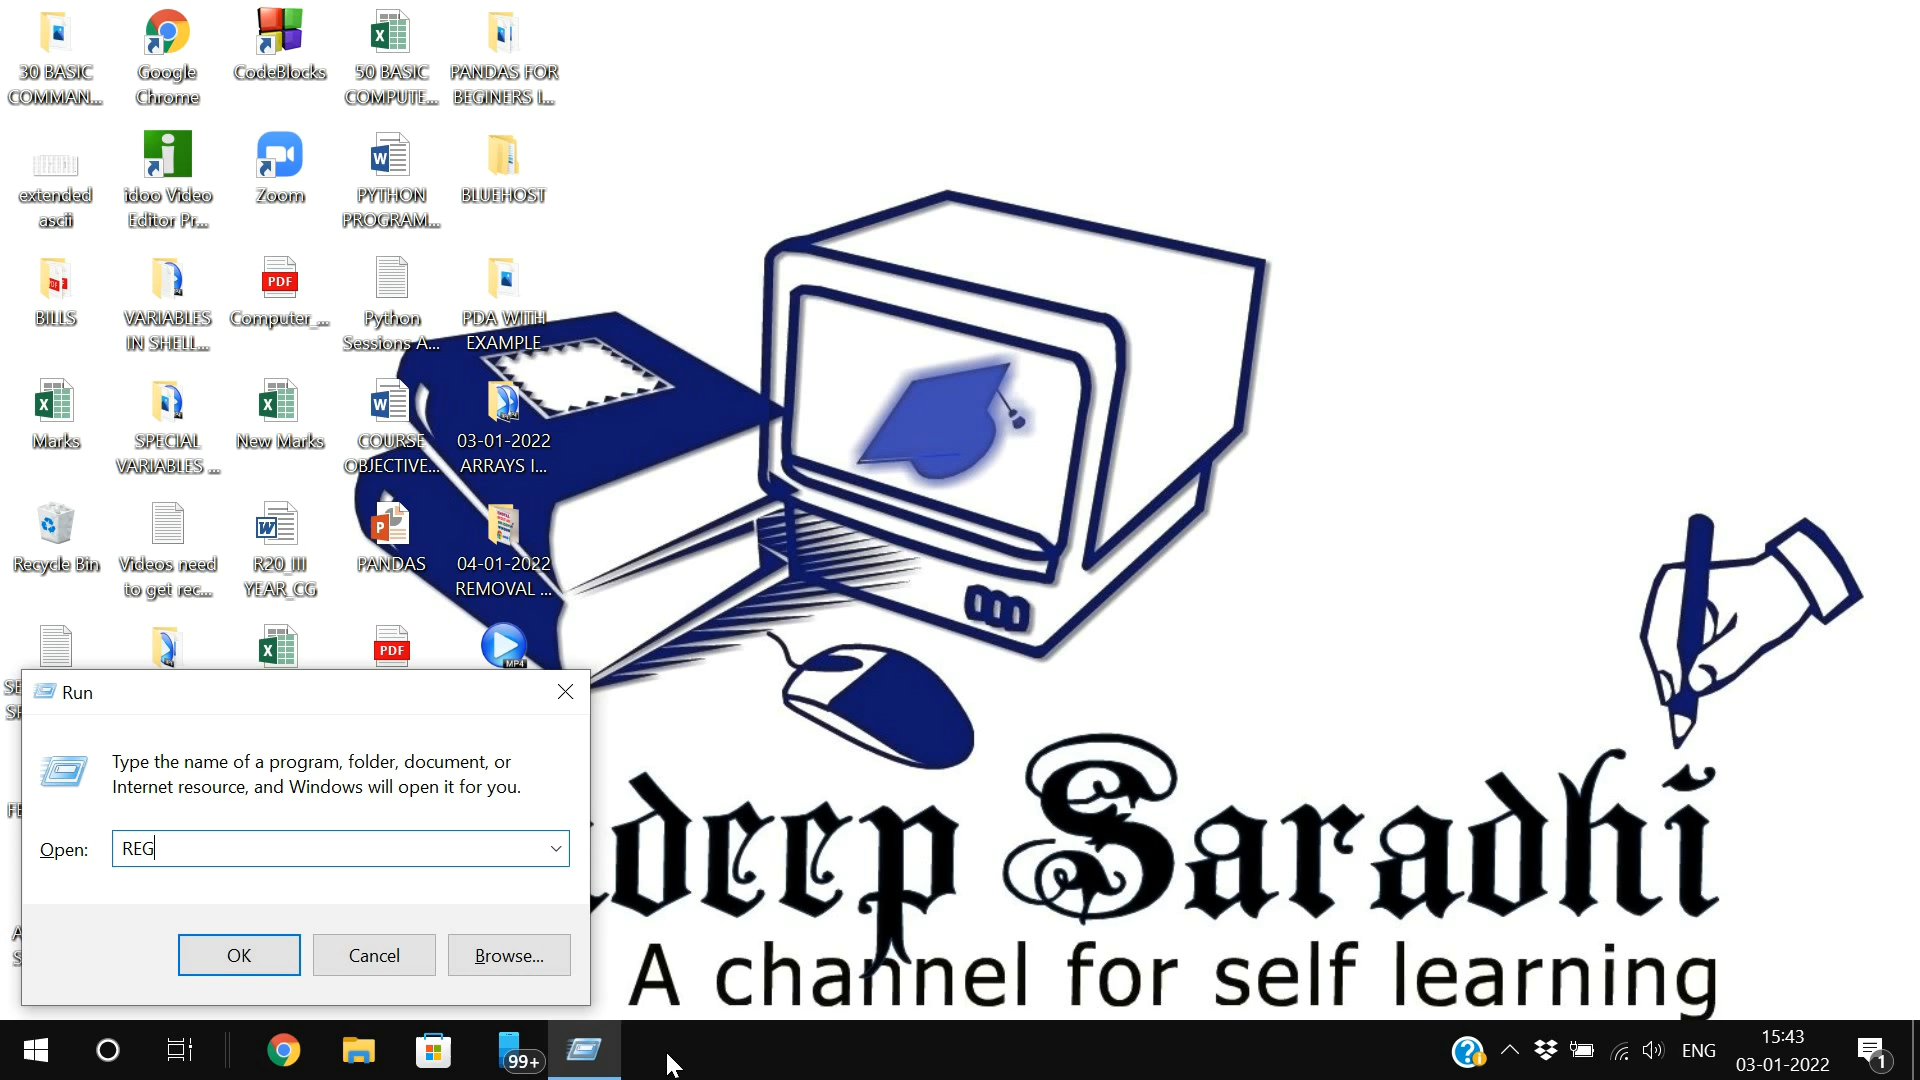 30 BASIC
COMMAN...
Google
Chrome
CodeBlocks
50 BASIC
COMPUTE...
PANDAS FOR
BEGINERS I...
extended
ascii
idoo Video
Editor Pr...
Zoom
PYTHON
PROGRAM...
BLUEHOST
BILLS
VARIABLES
IN SHELL...
PDF
Computer_...
Python
Sessions A...
PDA WITH
EXAMPLE
Marks
SPECIAL
VARIABLES ...
New Marks
COURSE
OBJECTIVE...
03-01-2022
ARRAYS I...
Recycle Bin
Videos need
to get rec...
R20_III
YEAR_CG
PANDAS
04-01-2022
REMOVAL ...
PDF
MP4
Run
Type the name of a program, folder, document, or
Internet resource, and Windows will open it for you.
Open:
REG
OK
Cancel
Browse...
deep Saradhi
A channel for self learning
99+
ENG
15:43
03-01-2022
1